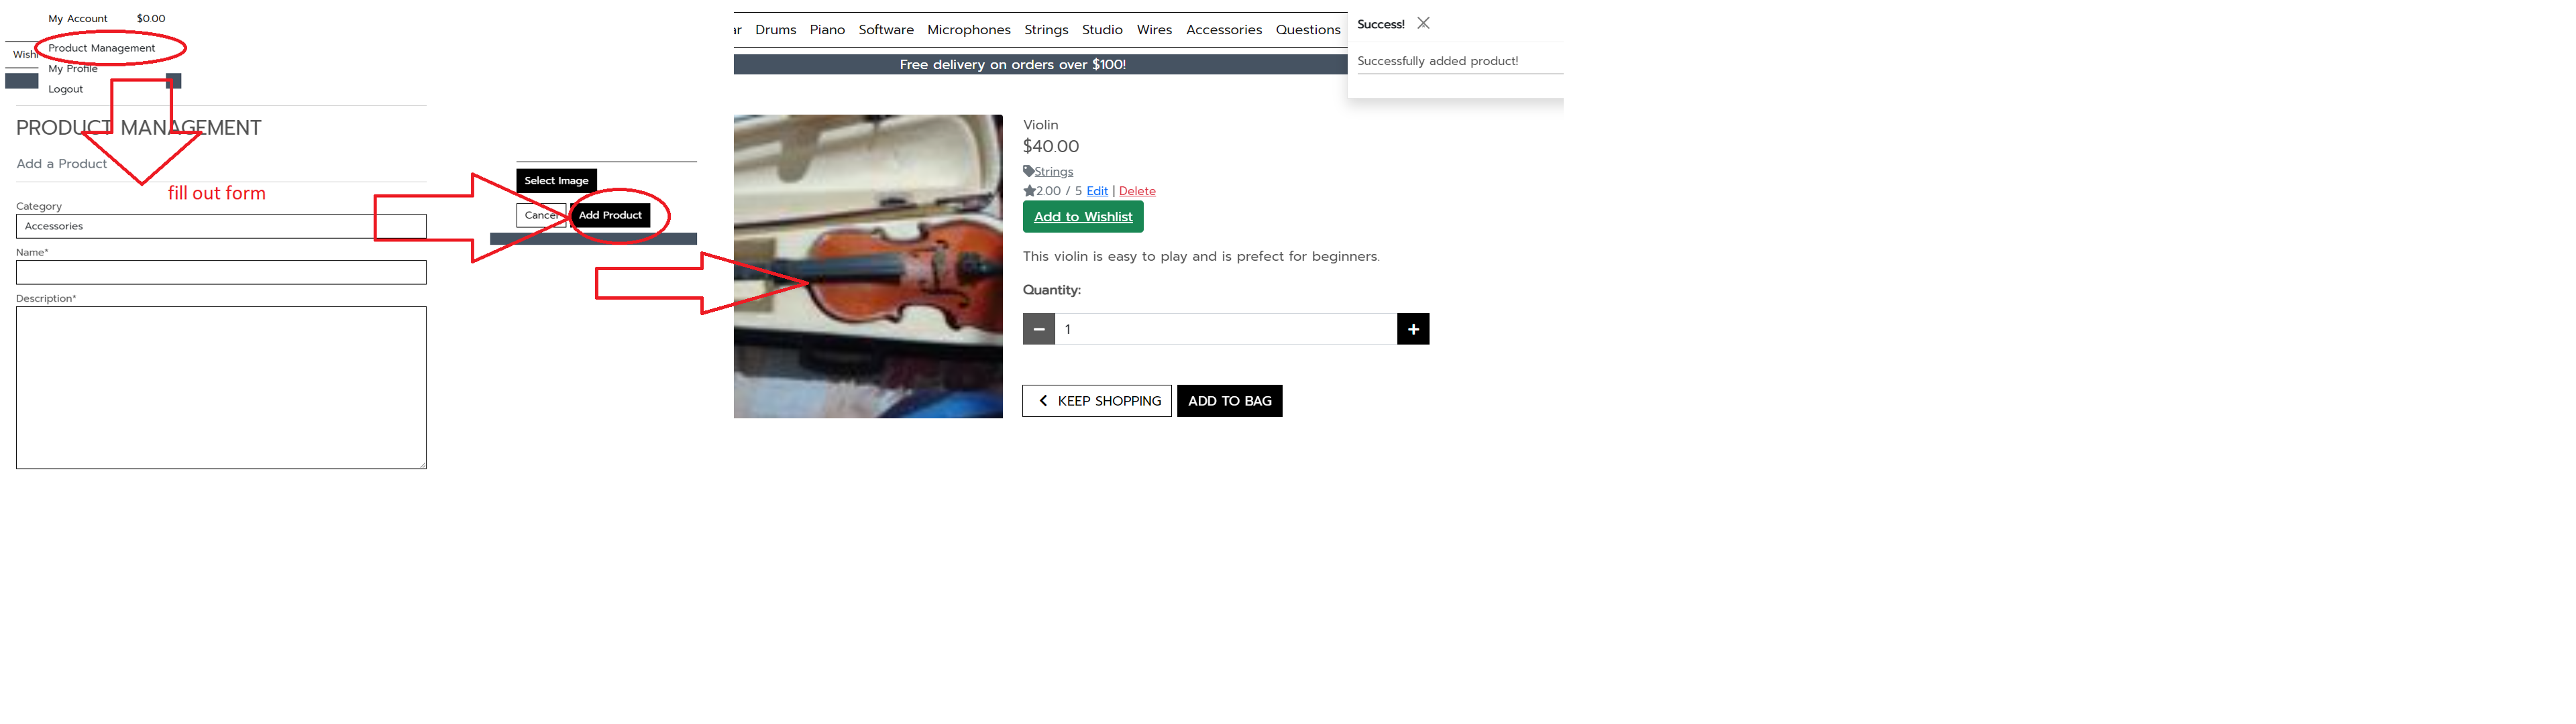 My Account $0.00
Product Management
Wishl
My Profile
Logout
PRODUCT MANAGEMENT
Add a Product
fill out form
Category
Accessories
Name*
Description*
Select Image
Cancel Add Product
ar Drums Piano Software Microphones Strings Studio Wires Accessories Questions
Free delivery on orders over $100!
Success!
Successfully added product!
Violin
$40.00
Strings
2.00 / 5 Edit | Delete
Add to Wishlist
This violin is easy to play and is prefect for beginners.
Quantity:
1
KEEP SHOPPING ADD TO BAG